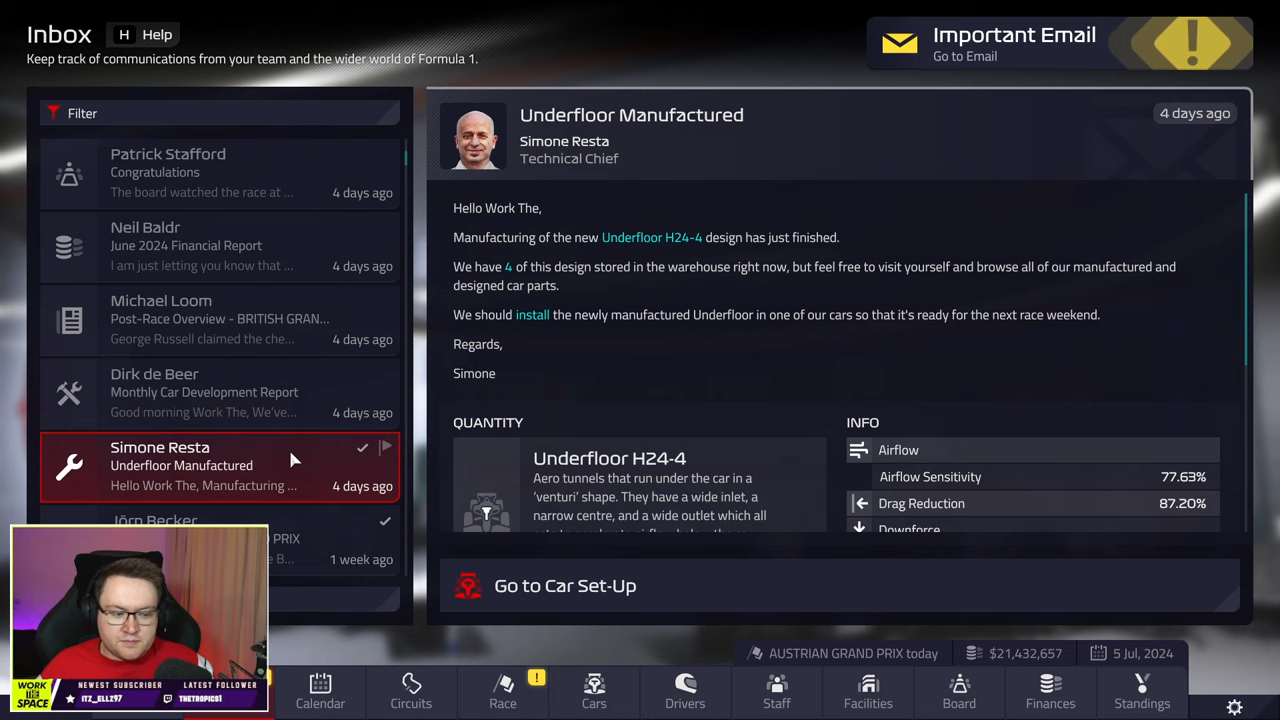 Inbox
H Help
Keep track of communications from your team and the wider world of Formula 1.
Important Email
Go to Email
Filter
Patrick Stafford
Congratulations
The board watched the race at ...
4 days ago
Neil Baldr
June 2024 Financial Report
I am just letting you know that ...
4 days ago
Michael Loom
Post-Race Overview - BRITISH GRAN...
George Russell claimed the che...
4 days ago
Dirk de Beer
Monthly Car Development Report
Good morning Work The, We've...
4 days ago
Simone Resta
Underfloor Manufactured
Hello Work The, Manufacturing ...
4 days ago
Jörn Becker
PRIX
1 week ago
Underfloor Manufactured
Simone Resta
Technical Chief
4 days ago
Hello Work The,
Manufacturing of the new Underfloor H24-4 design has just finished.
We have 4 of this design stored in the warehouse right now, but feel free to visit yourself and browse all of our manufactured and
designed car parts.
We should install the newly manufactured Underfloor in one of our cars so that it's ready for the next race weekend.
Regards,
Simone
QUANTITY
Underfloor H24-4
Aero tunnels that run under the car in a
'venturi' shape. They have a wide inlet, a
narrow centre, and a wide outlet which all
INFO
Airflow
Airflow Sensitivity 77.63%
Drag Reduction 87.20%
Downforce
Go to Car Set-Up
AUSTRIAN GRAND PRIX today
$21,432,657
5 Jul, 2024
Calendar
Circuits
Race
Cars
Drivers
Staff
Facilities
Board
Finances
Standings
WORK THE SPACE
NEWEST SUBSCRIBER
ITZ_ELLZ97
LATEST FOLLOWER
THETROPICS1